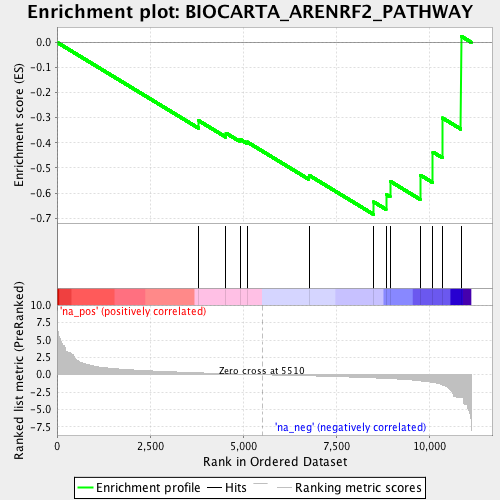 Enrichment plot: BIOCARTA_ARENRF2_PATHWAY
Enrichment score (ES)
0.0
-0.1
-0.2
-0.3
-0.4
-0.5
-0.6
-0.7
Ranked list metric (PreRanked)
10.0
7.5
5.0
2.5
0.0
-2.5
-5.0
-7.5
'na_pos' (positively correlated)
Zero cross at 5510
'na_neg' (negatively correlated)
0
2,500
5,000
7,500
10,000
Rank in Ordered Dataset
Enrichment profile
Hits
Ranking metric scores